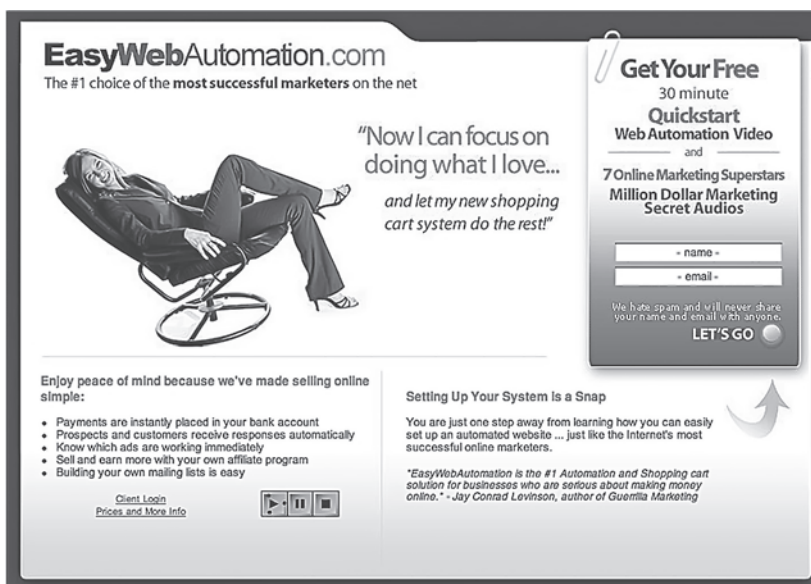 EasyWebAutomation.com
The #1 choice of the most successful marketers on the net
"Now I can focus on
doing what I love...
and let my new shopping
cart system do the rest!"
Get Your Free
30 minute
Quickstart
Web Automation Video
and
7 Online Marketing Superstars
Million Dollar Marketing
Secret Audios
- name -
- email -
We hate spam and will never share
your name and email with anyone.
LET'S GO
Enjoy peace of mind because we've made selling online
simple:
• Payments are instantly placed in your bank account
• Prospects and customers receive responses automatically
• Know which ads are working immediately
• Sell and earn more with your own affiliate program
• Building your own mailing lists is easy
Client Login
Prices and More Info
Setting Up Your System is a Snap
You are just one step away from learning how you can easily
set up an automated website ... just like the Internet's most
successful online marketers.
"EasyWebAutomation is the #1 Automation and Shopping cart
solution for businesses who are serious about making money
online." - Jay Conrad Levinson, author of Guerrilla Marketing